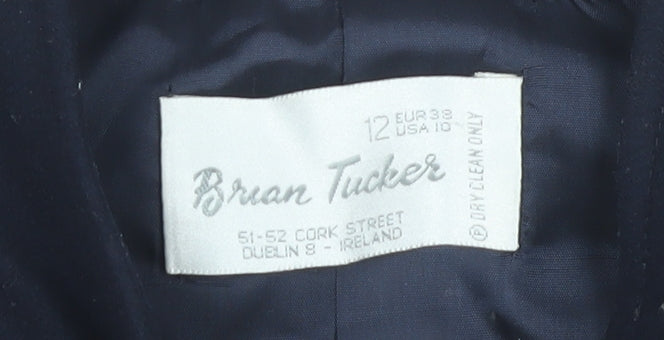 12 EUR 38
USA 10
Brian Tucker
51-52 CORK STREET
DUBLIN 8 - IRELAND
Ⓟ DRY CLEAN ONLY